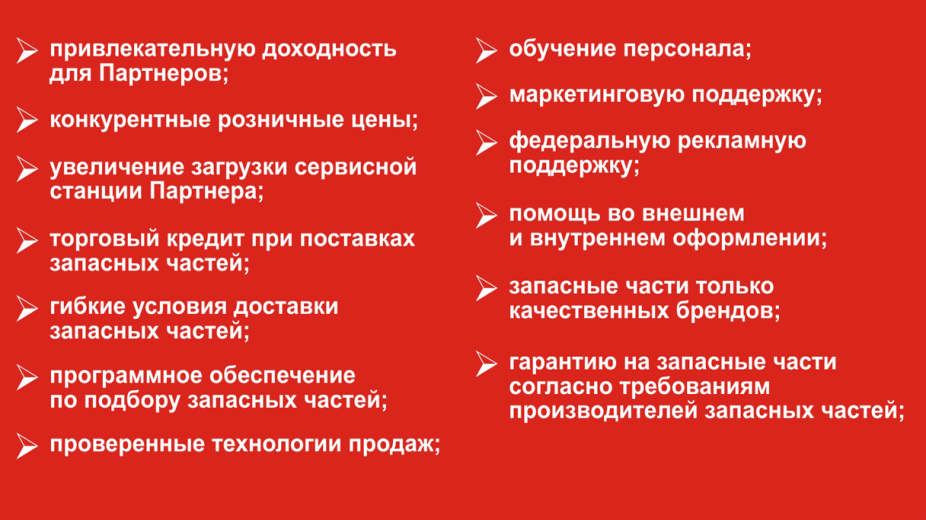 привлекательную доходность
для Партнеров;
конкурентные розничные цены;
увеличение загрузки сервисной
станции Партнера;
торговый кредит при поставках
запасных частей;
гибкие условия доставки
запасных частей;
программное обеспечение
по подбору запасных частей;
проверенные технологии продаж;
обучение персонала;
маркетинговую поддержку;
федеральную рекламную
поддержку;
помощь во внешнем
и внутреннем оформлении;
запасные части только
качественных брендов;
гарантию на запасные части
согласно требованиям
производителей запасных частей;